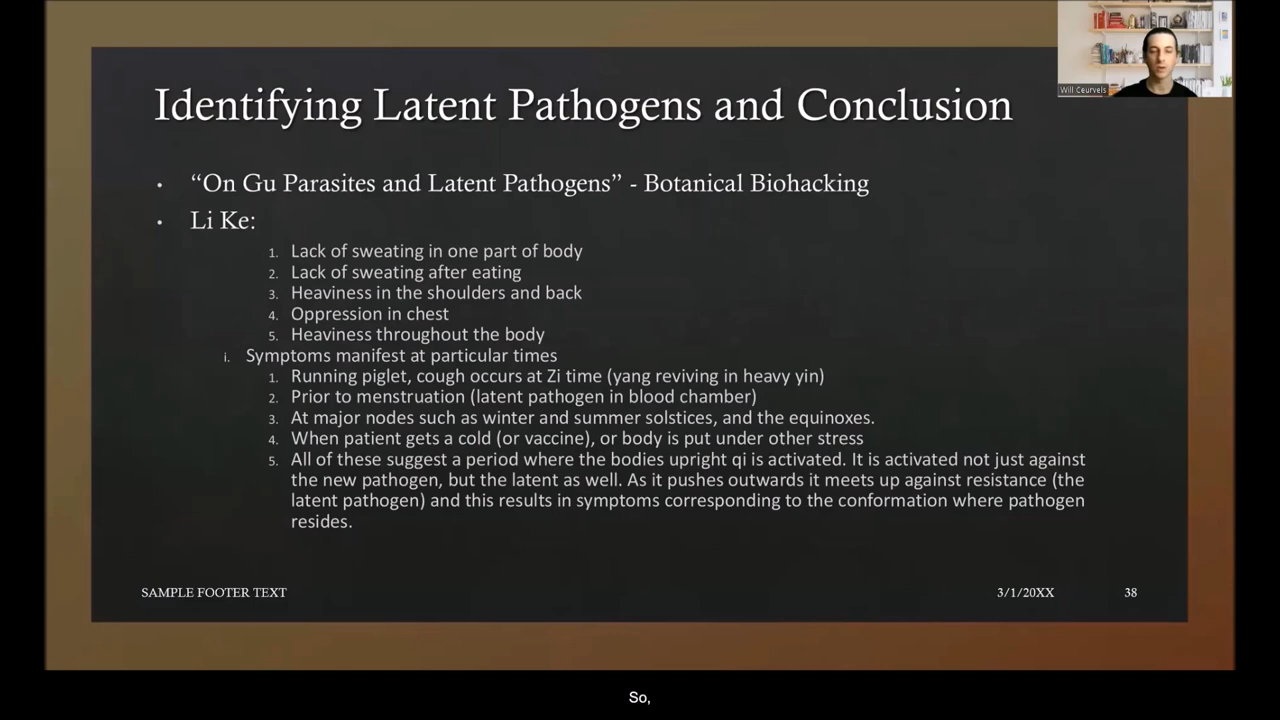 Will Ceurvels
Identifying Latent Pathogens and Conclusion
• “On Gu Parasites and Latent Pathogens” - Botanical Biohacking
• Li Ke:
1. Lack of sweating in one part of body
2. Lack of sweating after eating
3. Heaviness in the shoulders and back
4. Oppression in chest
5. Heaviness throughout the body
i. Symptoms manifest at particular times
1. Running piglet, cough occurs at Zi time (yang reviving in heavy yin)
2. Prior to menstruation (latent pathogen in blood chamber)
3. At major nodes such as winter and summer solstices, and the equinoxes.
4. When patient gets a cold (or vaccine), or body is put under other stress
5. All of these suggest a period where the bodies upright qi is activated. It is activated not just against
the new pathogen, but the latent as well. As it pushes outwards it meets up against resistance (the
latent pathogen) and this results in symptoms corresponding to the conformation where pathogen
resides.
SAMPLE FOOTER TEXT
3/1/20XX
38
So,